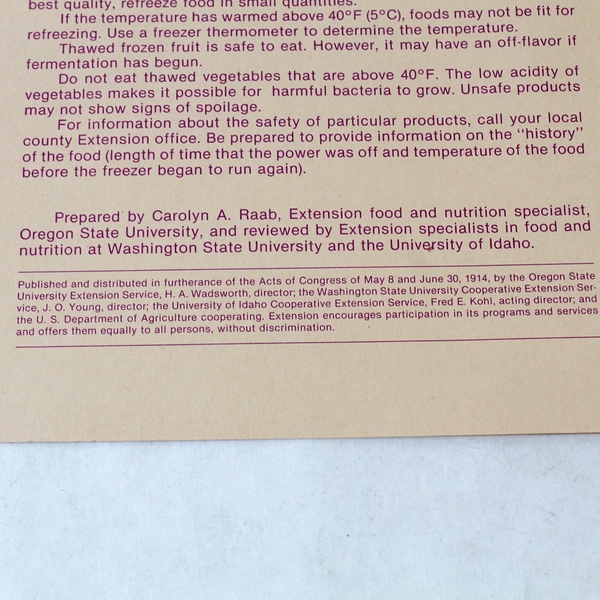 best quality, refreeze food in small quantities.
If the temperature has warmed above 40°F (5°C), foods may not be fit for
refreezing. Use a freezer thermometer to determine the temperature.
Thawed frozen fruit is safe to eat. However, it may have an off-flavor if
fermentation has begun.
Do not eat thawed vegetables that are above 40°F. The low acidity of
vegetables makes it possible for harmful bacteria to grow. Unsafe products
may not show signs of spoilage.
For information about the safety of particular products, call your local
county Extension office. Be prepared to provide information on the "history"
of the food (length of time that the power was off and temperature of the food
before the freezer began to run again).
Prepared by Carolyn A. Raab, Extension food and nutrition specialist,
Oregon State University, and reviewed by Extension specialists in food and
nutrition at Washington State University and the University of Idaho.
Published and distributed in furtherance of the Acts of Congress of May 8 and June 30, 1914, by the Oregon State
University Extension Service, H. A. Wadsworth, director; the Washington State University Cooperative Extension Ser-
vice, J. O. Young, director; the University of Idaho Cooperative Extension Service, Fred E. Kohl, acting director; and
the U. S. Department of Agriculture cooperating. Extension encourages participation in its programs and services
and offers them equally to all persons, without discrimination.